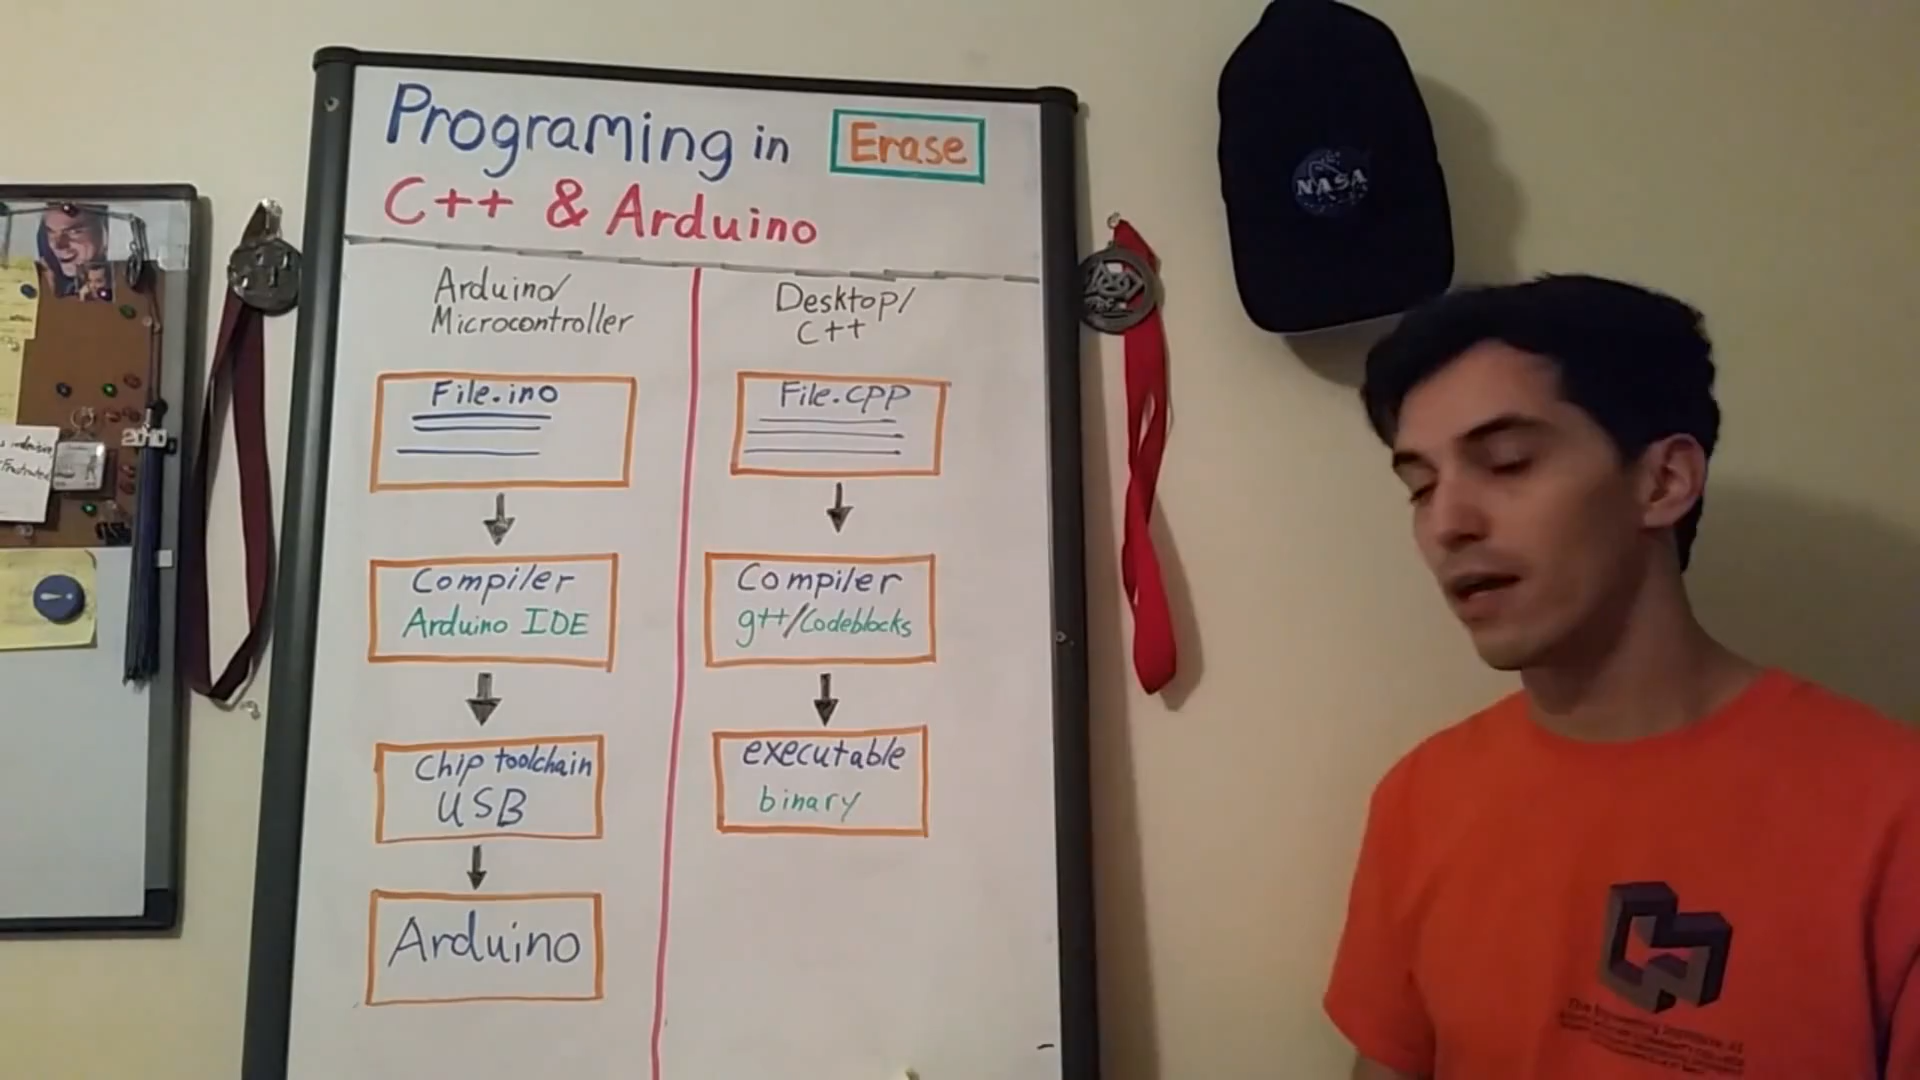 Programing in
Erase
C++ & Arduino
Arduino/
Microcontroller
File.ino
Compiler
Arduino IDE
Chip toolchain
USB
Arduino
Desktop/
C++
File.cpp
Compiler
g++/Codeblocks
executable
binary
NASA
2010